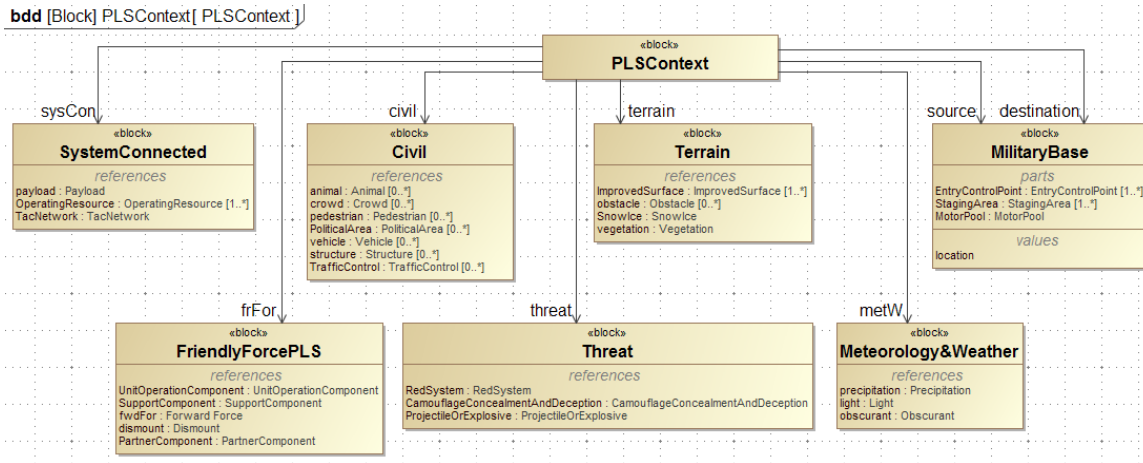 bdd [Block] PLSContext[ PLSContext ]
«block»
PLSContext
sysCon
civil
terrain
source
destination
«block»
SystemConnected
references
payload : Payload
OperatingResource : OperatingResource [1..*]
TacNetwork : TacNetwork
«block»
Civil
references
animal : Animal [0..*]
crowd : Crowd [0..*]
pedestrian : Pedestrian [0..*]
PoliticalArea : PoliticalArea [0..*]
vehicle : Vehicle [0..*]
structure : Structure [0..*]
TrafficControl : TrafficControl [0..*]
«block»
Terrain
references
ImprovedSurface : ImprovedSurface [1..*]
obstacle : Obstacle [0..*]
SnowIce : SnowIce
vegetation : Vegetation
«block»
MilitaryBase
parts
EntryControlPoint : EntryControlPoint [1..*]
StagingArea : StagingArea [1..*]
MotorPool : MotorPool
values
location
frFor
threat
metW
«block»
FriendlyForcePLS
references
UnitOperationComponent : UnitOperationComponent
SupportComponent : SupportComponent
fwdFor : Forward Force
dismount : Dismount
PartnerComponent : PartnerComponent
«block»
Threat
references
RedSystem : RedSystem
CamouflageConcealmentAndDeception : CamouflageConcealmentAndDeception
ProjectileOrExplosive : ProjectileOrExplosive
«block»
Meteorology&Weather
references
precipitation : Precipitation
light : Light
obscurant : Obscurant